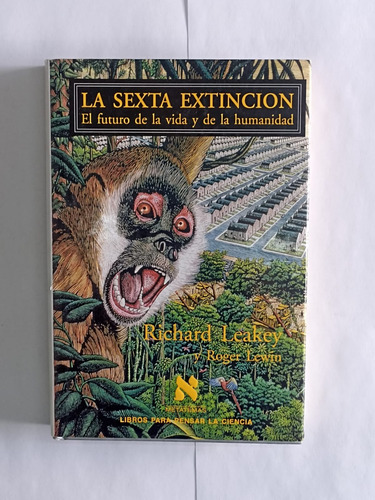 LA SEXTA EXTINCION
El futuro de la vida y de la humanidad
Richard Leakey
y Roger Lewin
METATEMAS
LIBROS PARA PENSAR LA CIENCIA